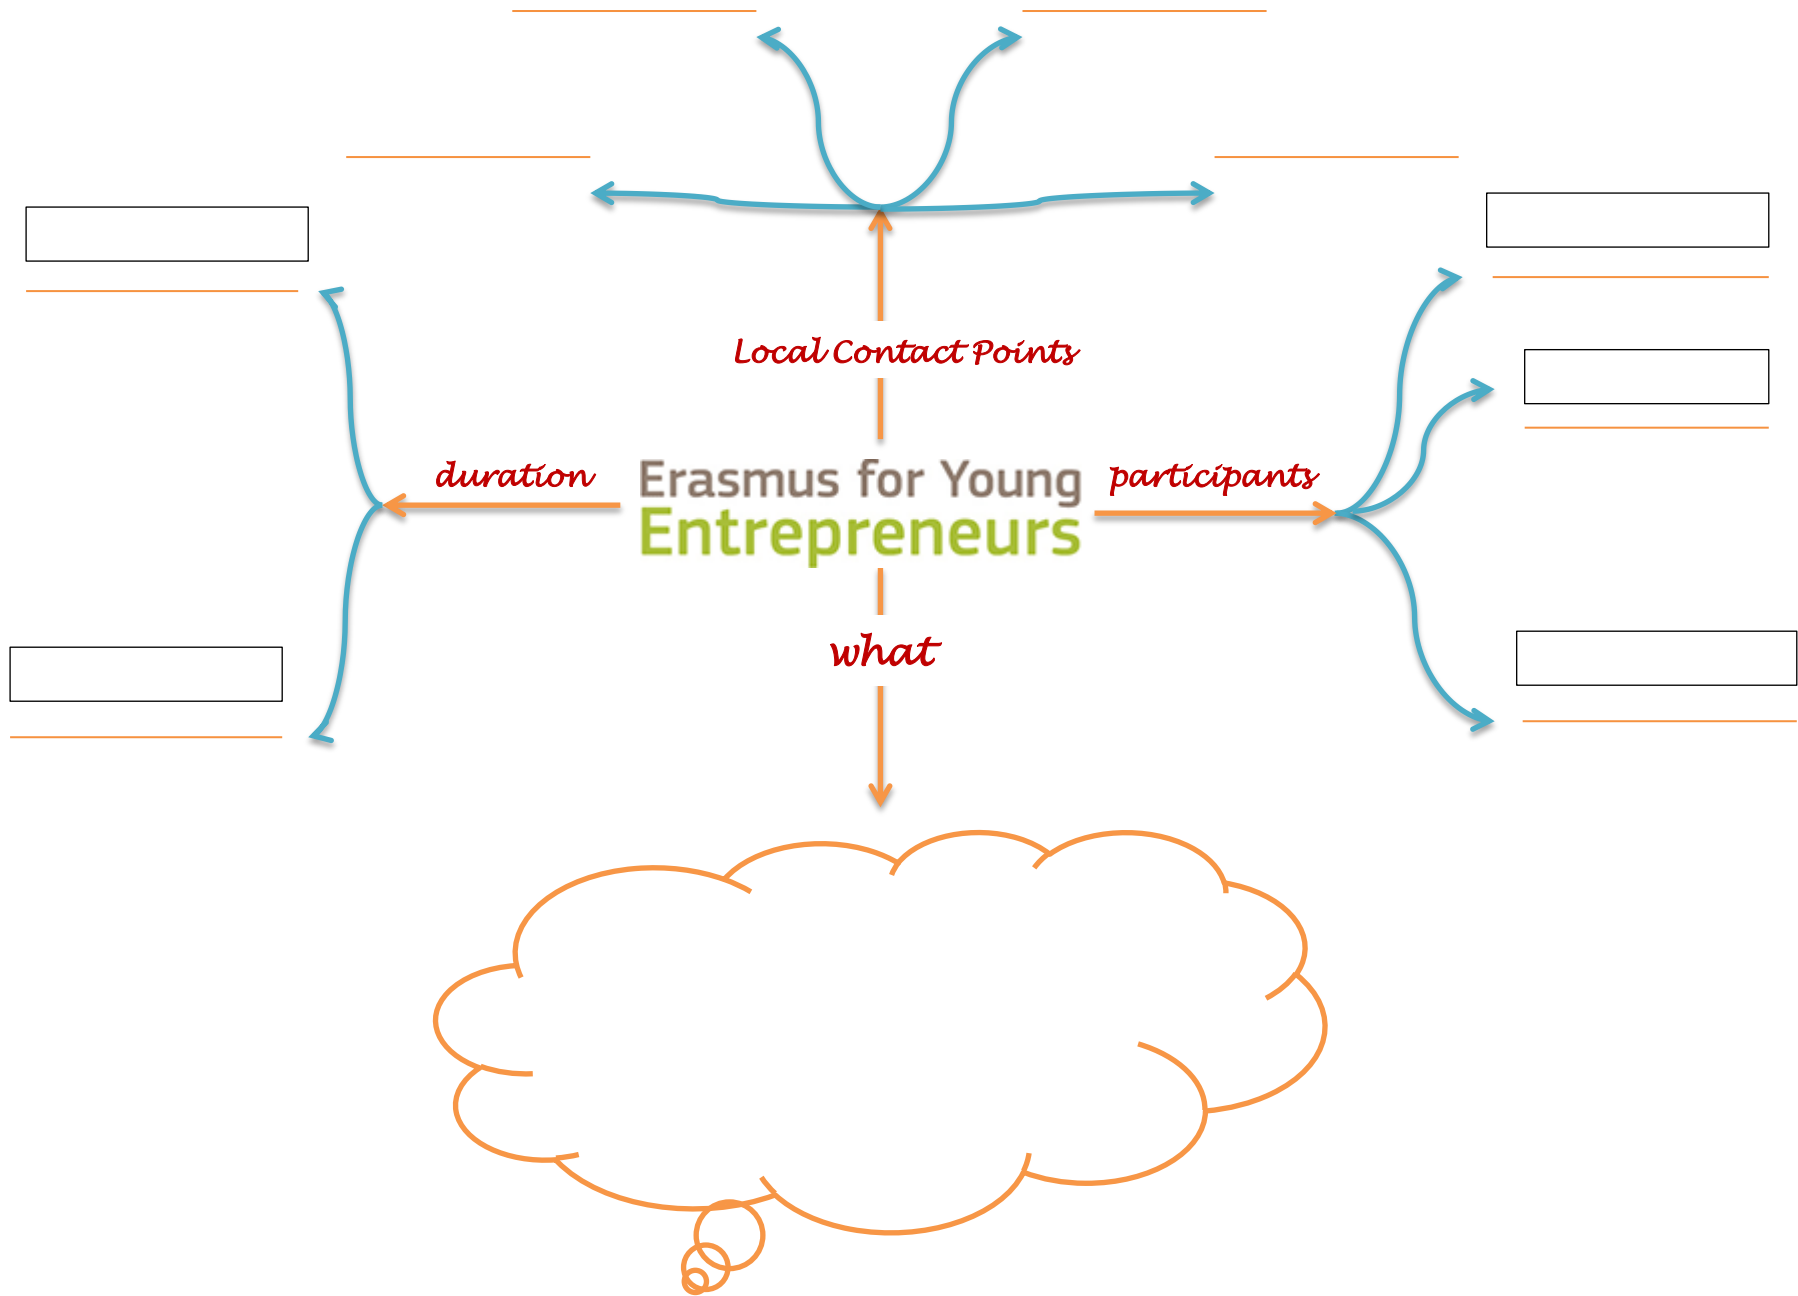 Local Contact Points
duration
Erasmus for Young
Entrepreneurs
participants
what